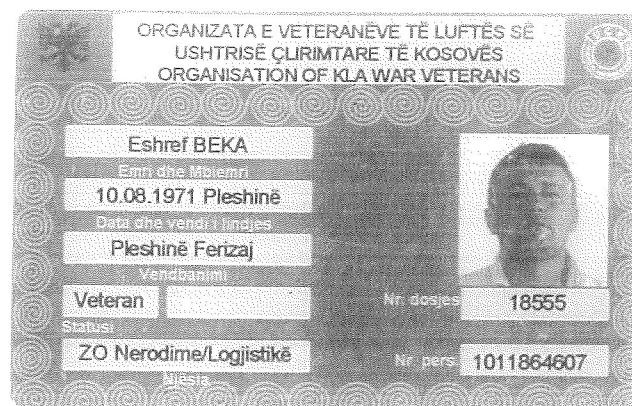 ORGANIZATA E VETERANËVE TË LUFTËS SË
USHTRISË ÇLIRIMTARE TË KOSOVËS
ORGANISATION OF KLA WAR VETERANS
Eshref BEKA
Emri dhe Mbiemri
10.08.1971 Pleshinë
Data dhe vendi i lindjes
Pleshinë Ferizaj
Vendbanimi
Veteran
Nr. dosjes 18555
Statusi
ZO Nerodime/Logjistikë
Nr. pers 1011864607
Njësia